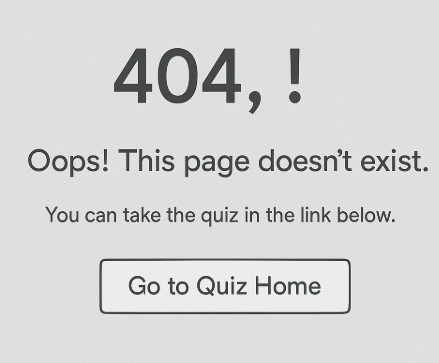 404, !
Oops! This page doesn't exist.
You can take the quiz in the link below.
Go to Quiz Home